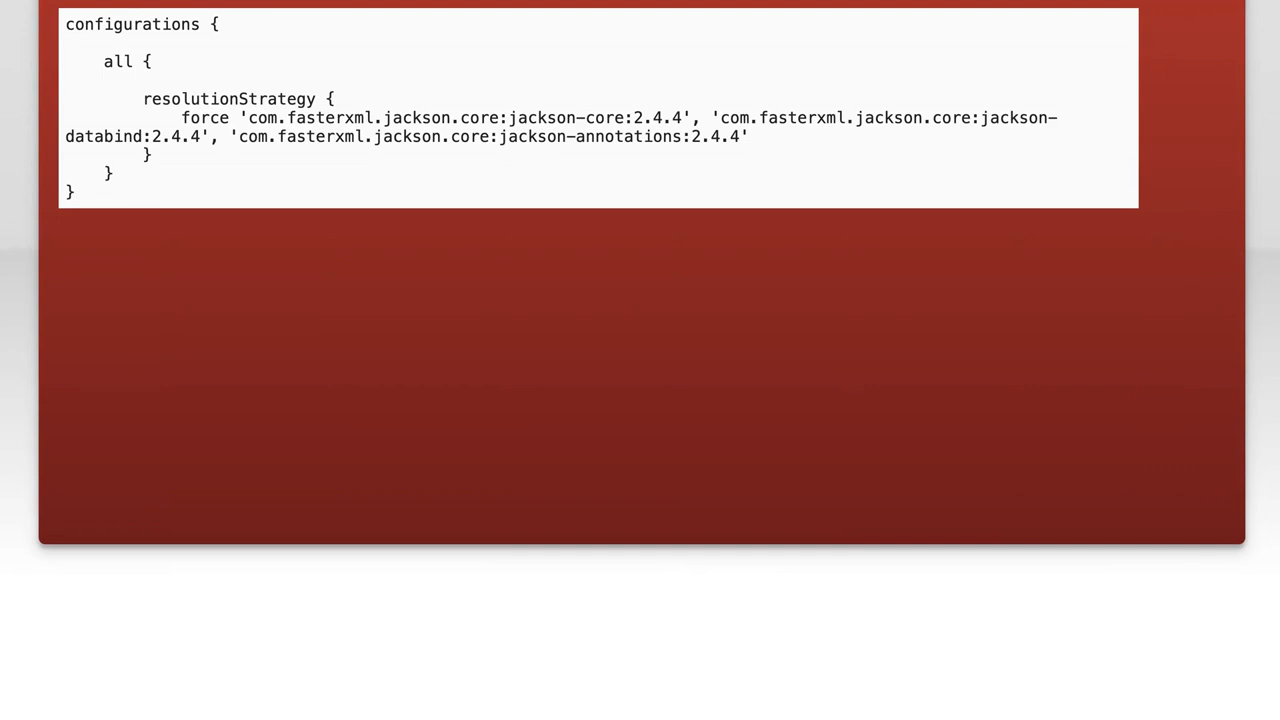 configurations {
all {
resolutionStrategy {
force 'com.fasterxml.jackson.core:jackson-core:2.4.4', 'com.fasterxml.jackson.core:jackson-
databind:2.4.4', 'com.fasterxml.jackson.core:jackson-annotations:2.4.4'
}
}
}